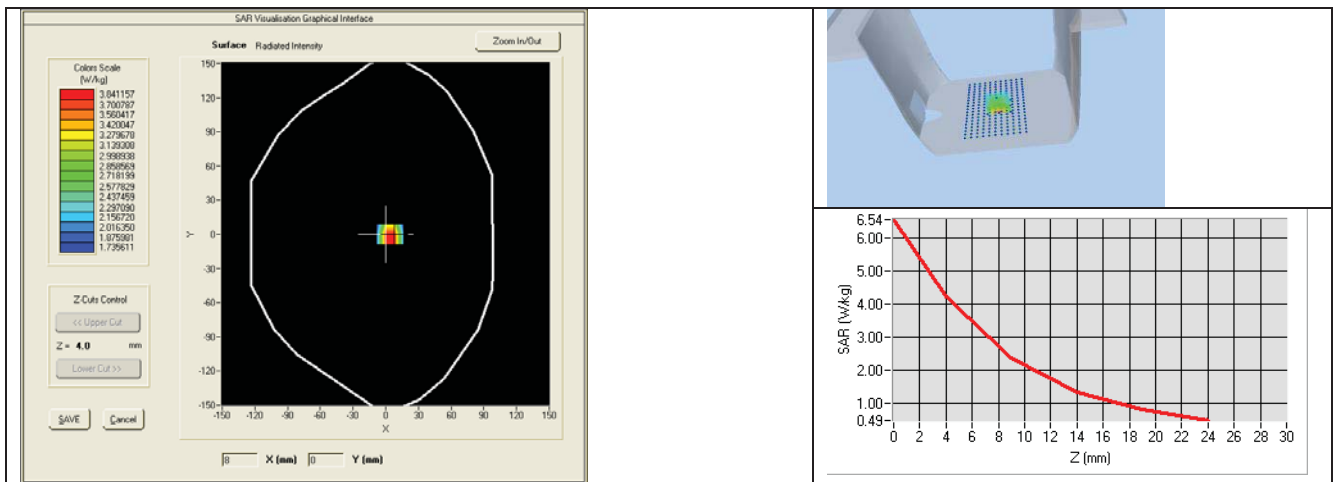 SAR Visualisation Graphical Interface
Surface Radiated Intensity
Zoom In/Out
Colors Scale
(W/kg)
3.841157
3.700787
3.560417
3.420047
3.279678
3.139308
2.998938
2.858569
2.718199
2.577829
2.437459
2.297090
2.156720
2.016350
1.875981
1.735611
Z-Cuts Control
<< Upper Cut
Z = 4.0 mm
Lower Cut >>
SAVE Cancel
150-
120-
90-
60-
30-
0-
-30-
-60-
-90-
-120-
-150-
Y
-150 -120 -90 -60 -30 0 30 60 90 120 150
X
8 X (mm) 0 Y (mm)
6.54-
6.00-
5.00-
4.00-
3.00-
2.00-
1.00-
0.49-
SAR (W/kg)
0 2 4 6 8 10 12 14 16 18 20 22 24 26 28 30
Z (mm)